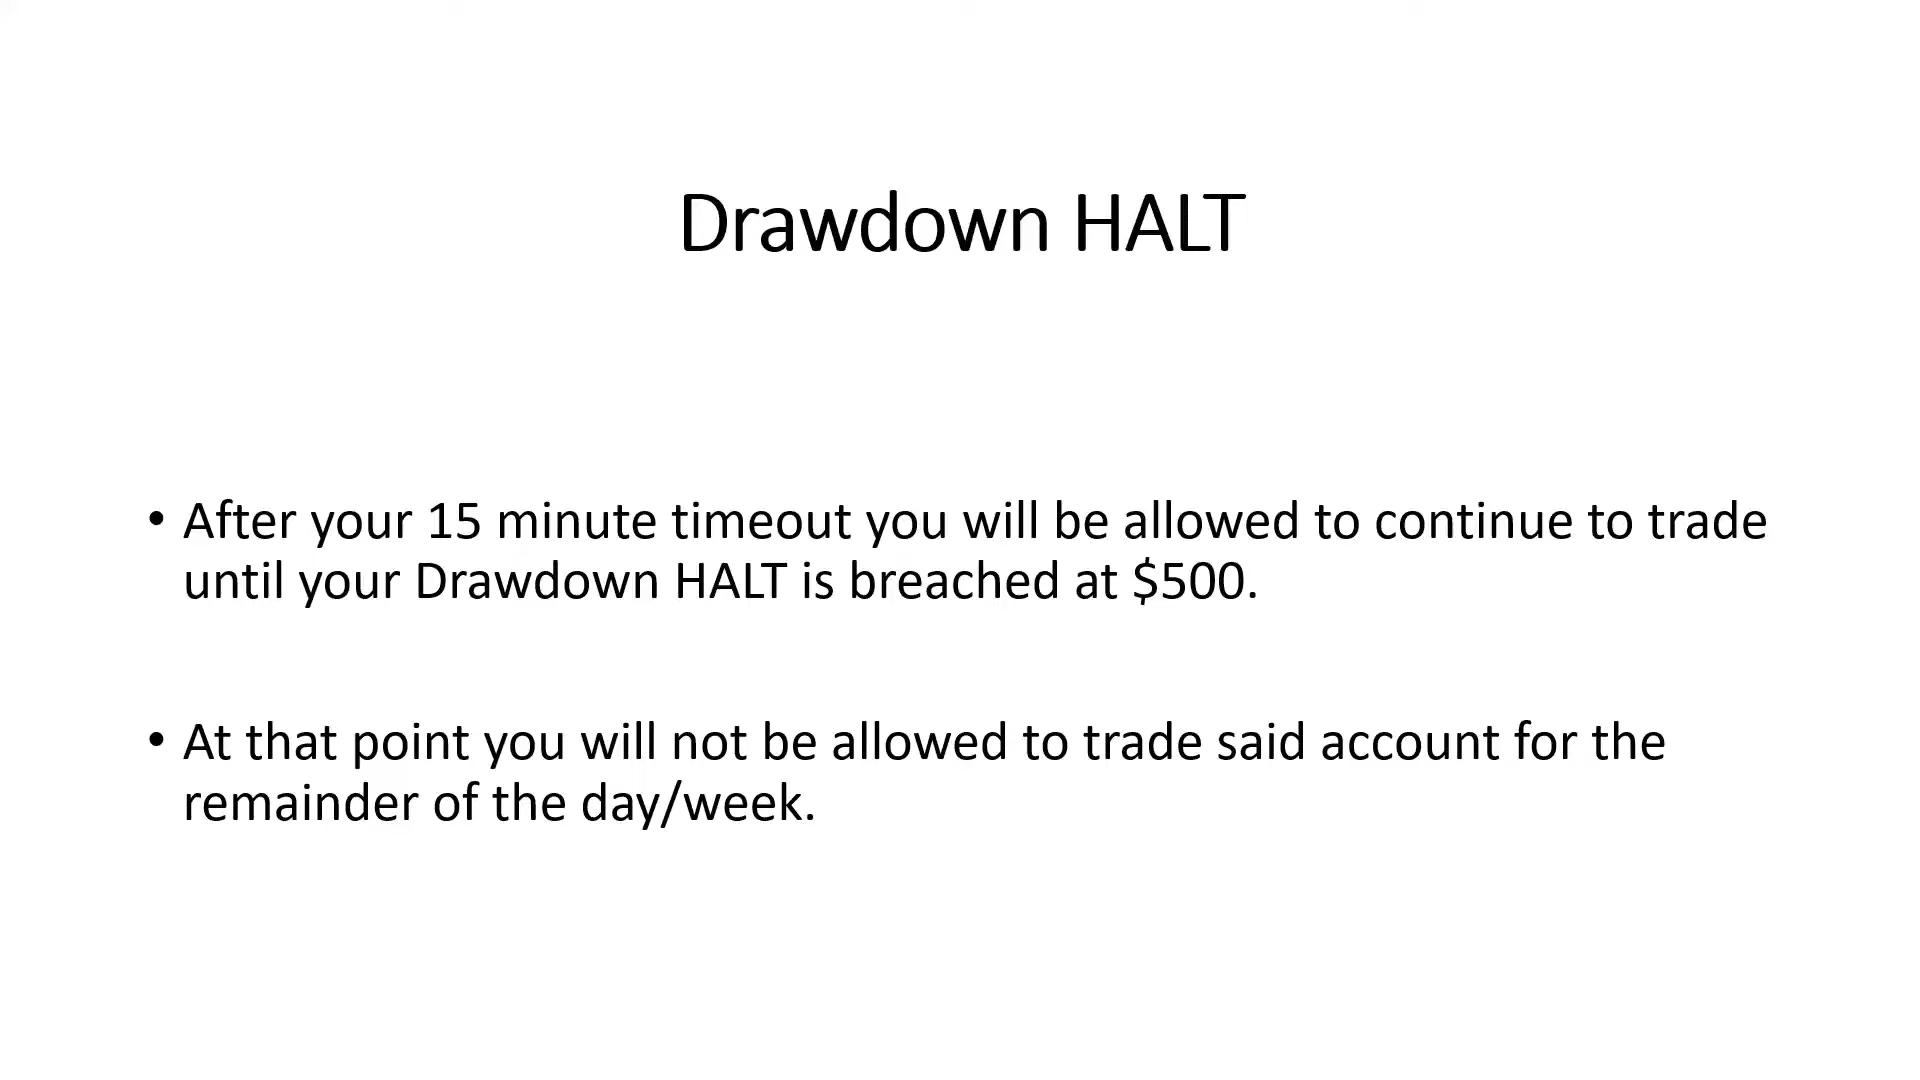 Drawdown HALT
• After your 15 minute timeout you will be allowed to continue to trade
until your Drawdown HALT is breached at $500.
• At that point you will not be allowed to trade said account for the
remainder of the day/week.